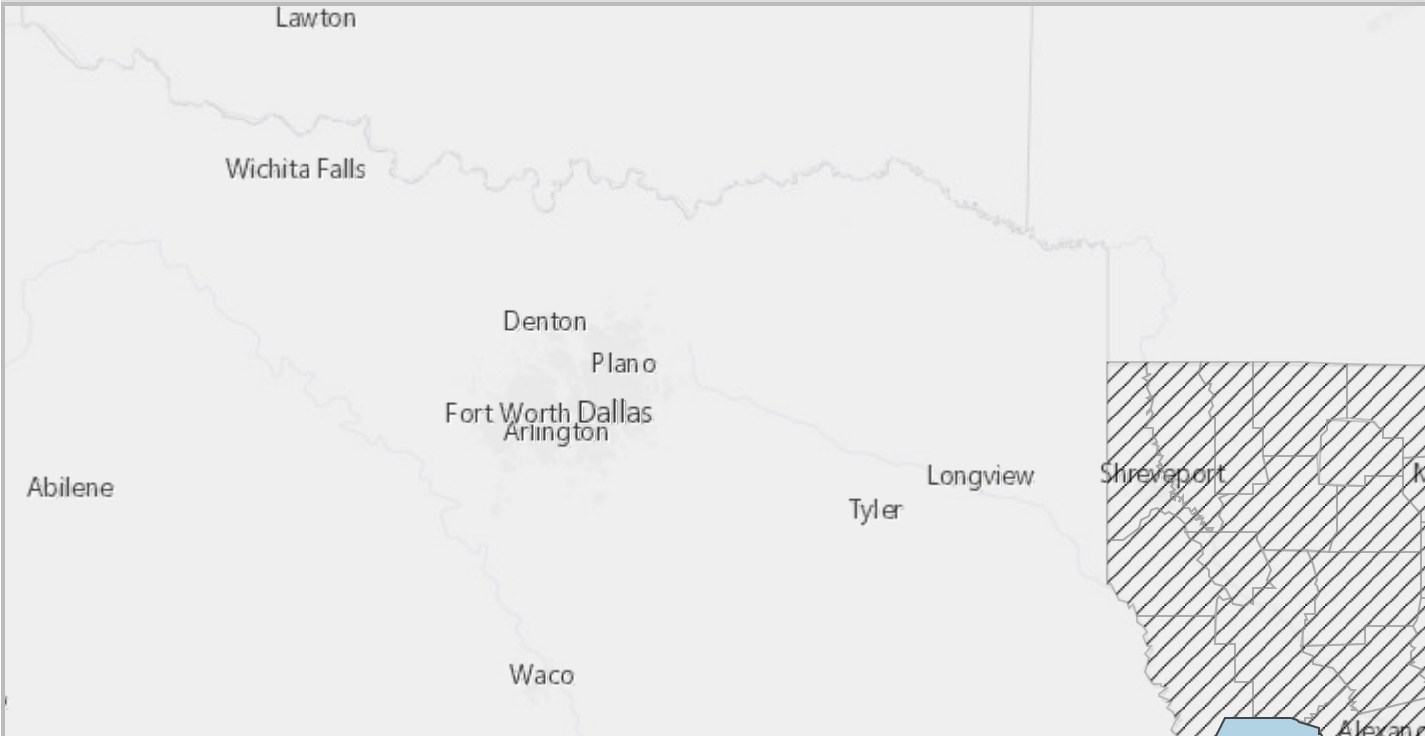 Lawton
Wichita Falls
Denton
Plano
Fort Worth Dallas
Arlington
Abilene
Longview
Shreveport
Tyler
Waco